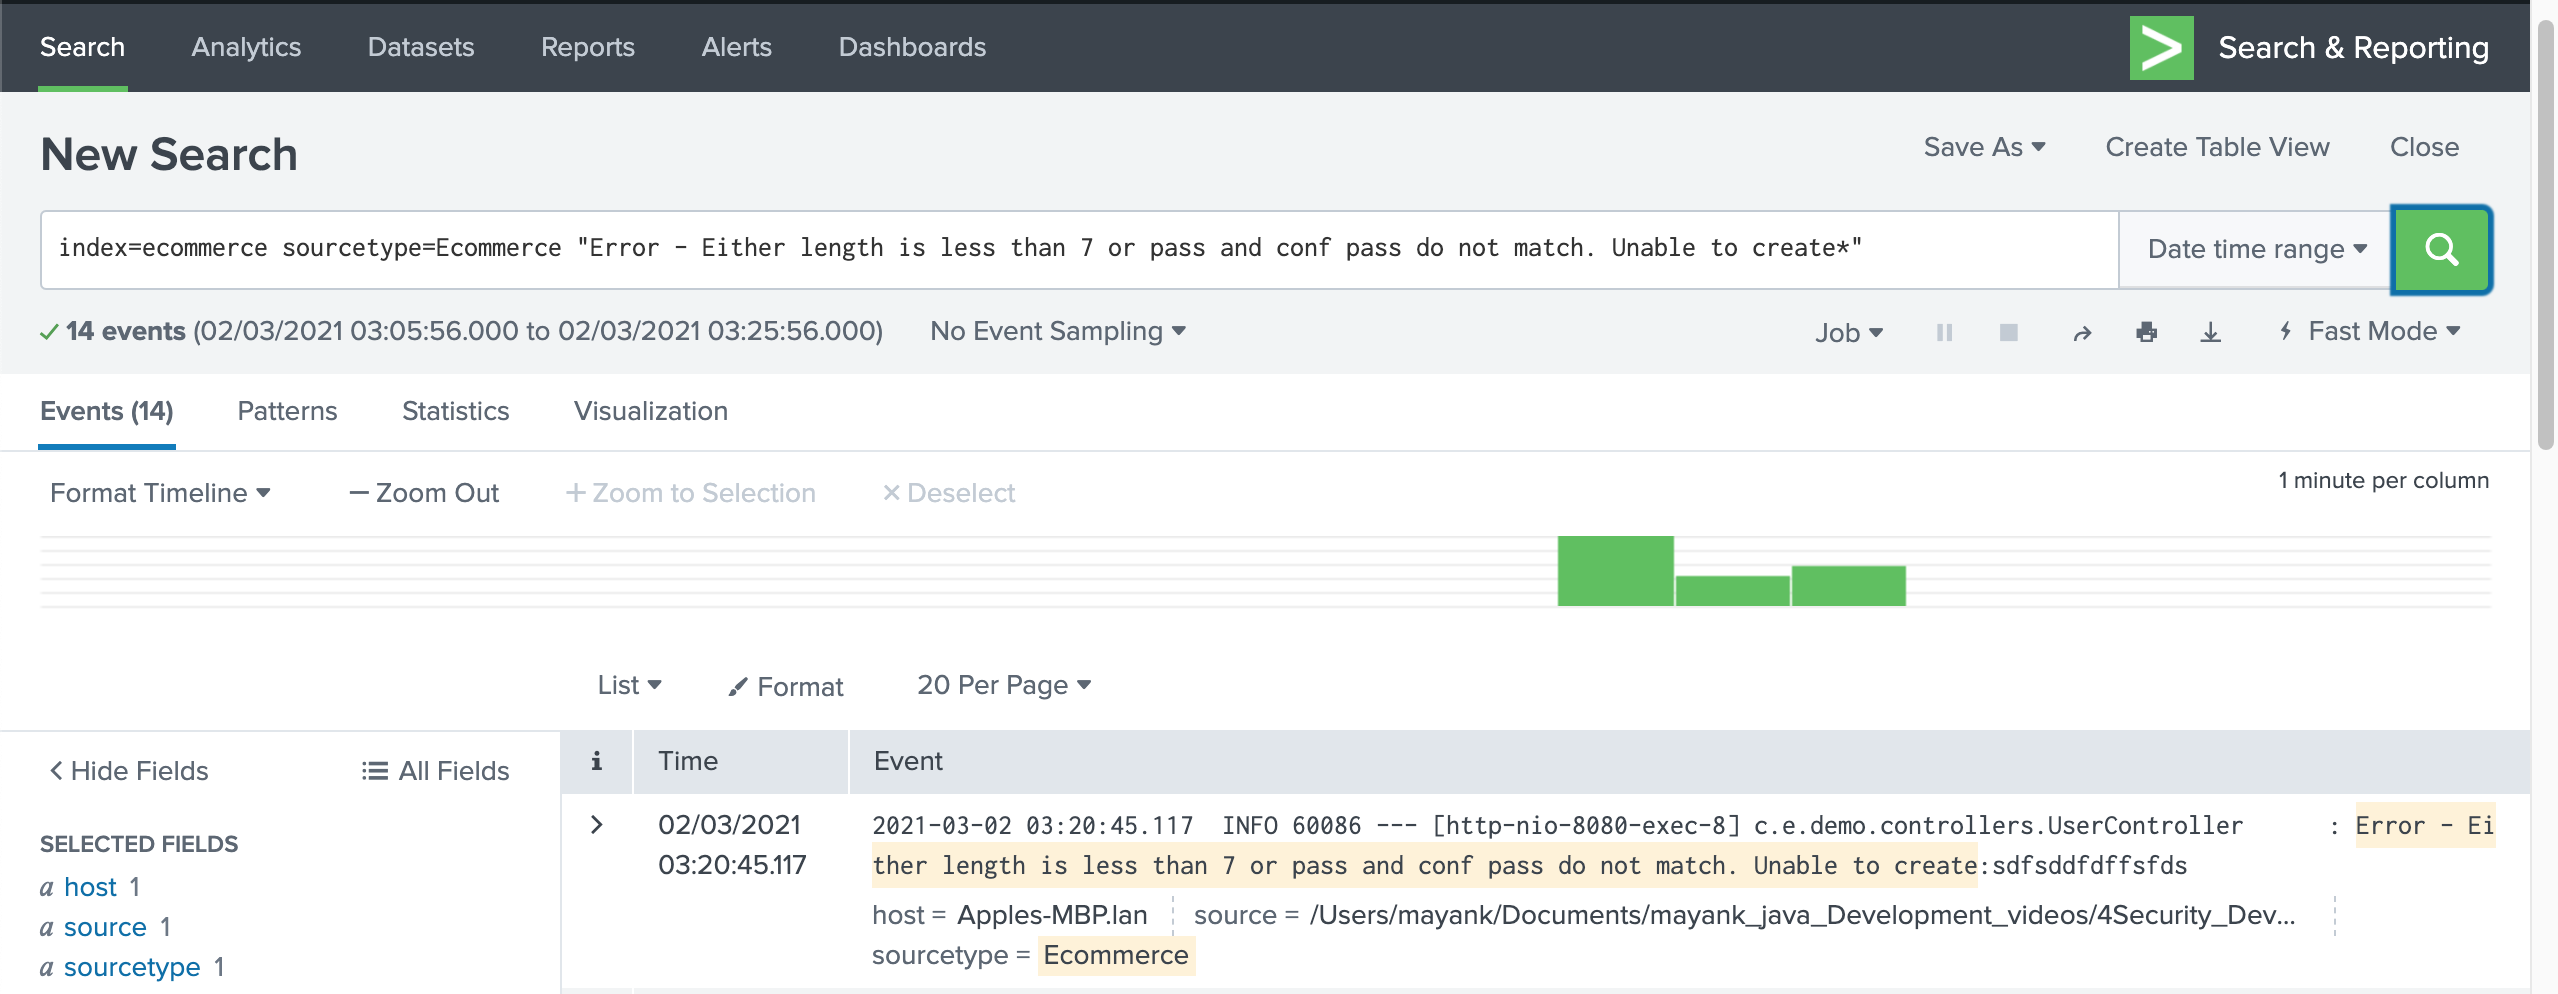 Search Analytics Datasets Reports Alerts Dashboards > Search & Reporting
New Search Save As Create Table View Close
index=ecommerce sourcetype=Ecommerce "Error - Either length is less than 7 or pass and conf pass do not match. Unable to create*" Date time range
14 events (02/03/2021 03:05:56.000 to 02/03/2021 03:25:56.000) No Event Sampling Job Fast Mode
Events (14) Patterns Statistics Visualization
Format Timeline — Zoom Out + Zoom to Selection × Deselect 1 minute per column
List Format 20 Per Page
< Hide Fields All Fields i Time Event
SELECTED FIELDS
a host 1
a source 1
a sourcetype 1
> 02/03/2021 2021-03-02 03:20:45.117  INFO 60086 --- [http-nio-8080-exec-8] c.e.demo.controllers.UserController : Error - Ei
03:20:45.117 ther length is less than 7 or pass and conf pass do not match. Unable to create:sdfsddfdffsfds
host = Apples-MBP.lan source = /Users/mayank/Documents/mayank_java_Development_videos/4Security_Dev...
sourcetype = Ecommerce